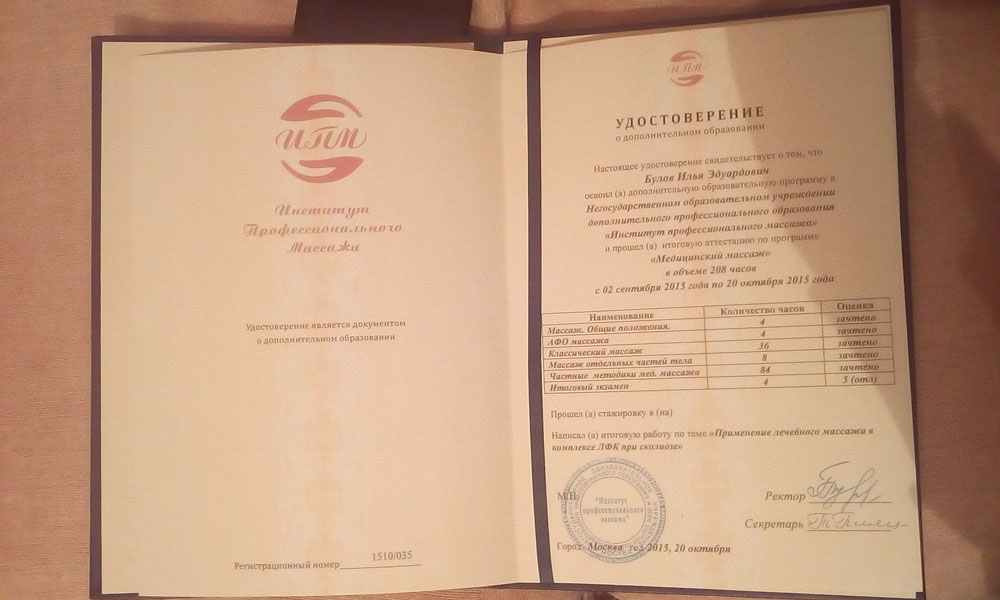 ИПМ
Институт
Профессионального
Массажа
Удостоверение является документом
о дополнительном образовании
Регистрационный номер 1510/035
ИПМ
УДОСТОВЕРЕНИЕ
о дополнительном образовании
Настоящее удостоверение свидетельствует о том, что
Булов Илья Эдуардович
освоил (а) дополнительную образовательную программу в
Негосударственном образовательном учреждении
дополнительного профессионального образования
«Институт профессионального массажа»
и прошел (а) итоговую аттестацию по программе
«Медицинский массаж»
в объеме 208 часов
с 02 сентября 2015 года по 20 октября 2015 года
Наименование Количество часов Оценка
Массаж. Общие положения. 4 зачтено
АФО массажа 4 зачтено
Классический массаж 36 зачтено
Массаж отдельных частей тела 8 зачтено
Частные методики мед. массажа 84 зачтено
Итоговый экзамен 4 5 (отл)
Прошел (а) стажировку в (на)
Написал (а) итоговую работу по теме «Применение лечебного массажа в
комплексе ЛФК при сколиозе»
М.П.
"Институт
профессионального
массажа"
Ректор
Секретарь
Город Москва год 2015, 20 октября